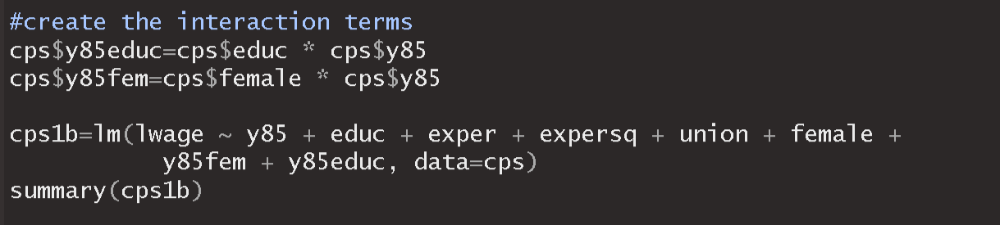 #create the interaction terms
cps$y85educ=cps$educ * cps$y85
cps$y85fem=cps$female * cps$y85
cps1b=lm(lwage ~ y85 + educ + exper + expersq + union + female +
y85fem + y85educ, data=cps)
summary(cps1b)